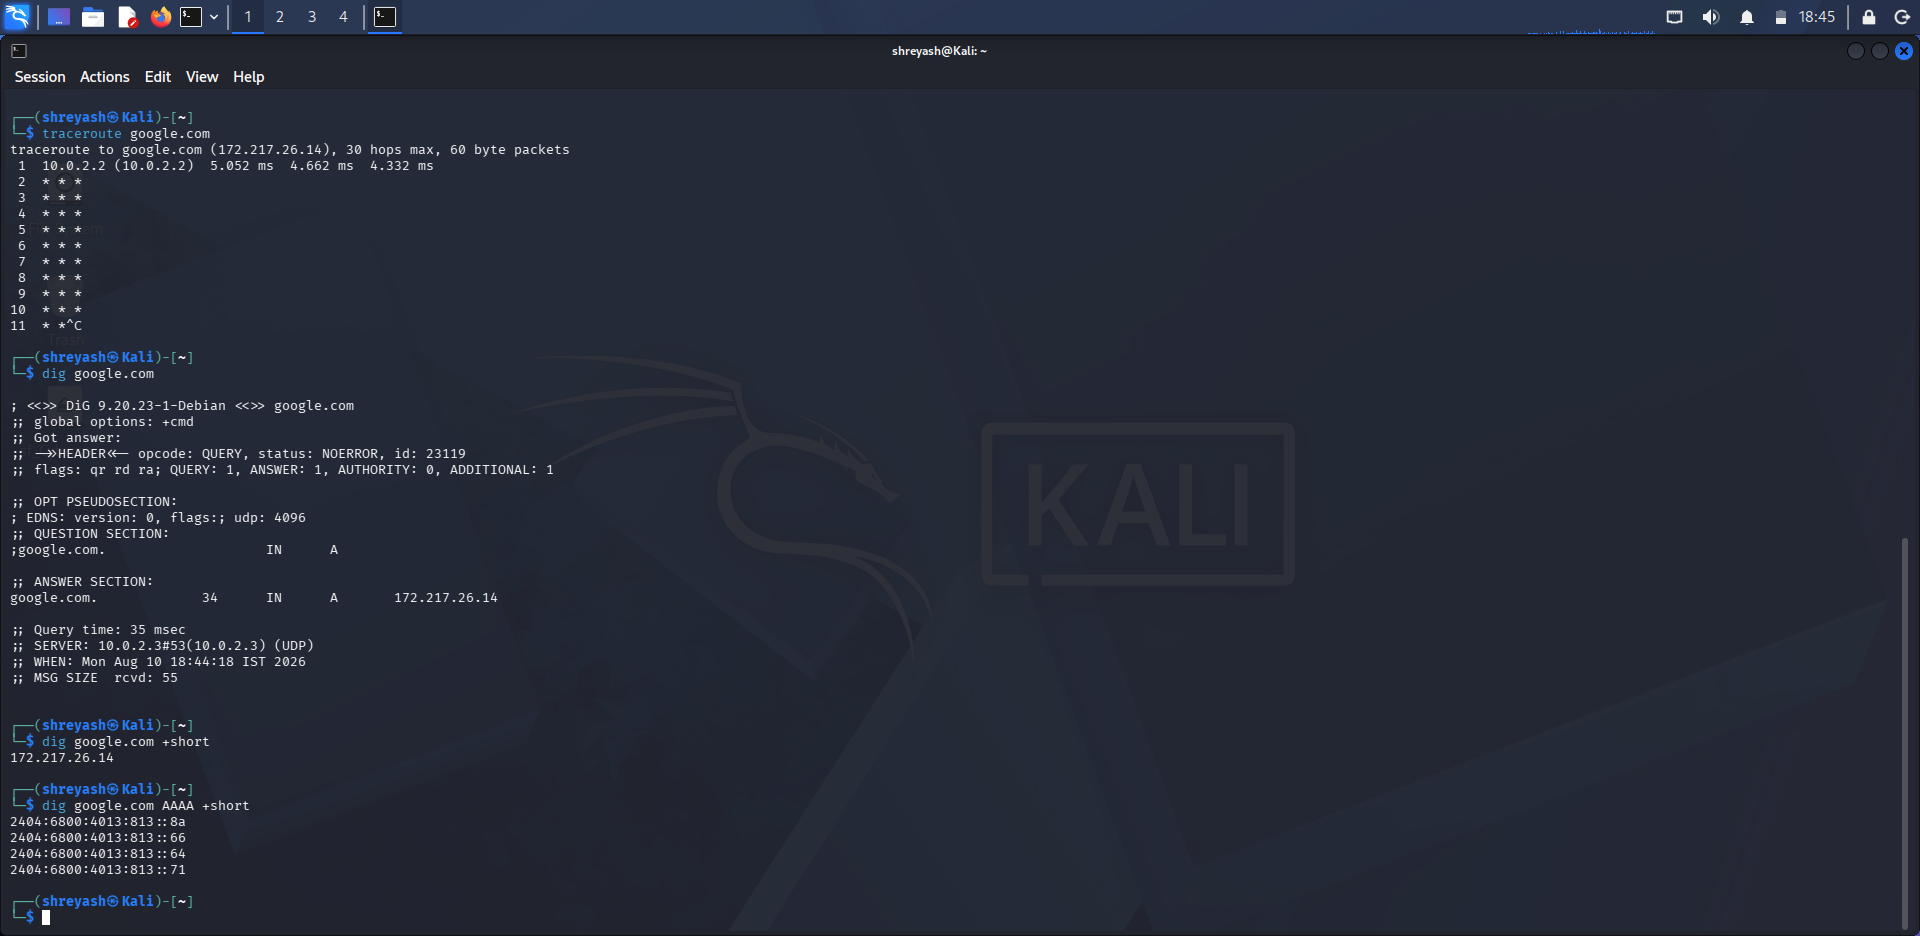 1 2 3 4 18:45
shreyash@Kali: ~
Session Actions Edit View Help
┌──(shreyash㉿Kali)-[~]
└─$ traceroute google.com
traceroute to google.com (172.217.26.14), 30 hops max, 60 byte packets
 1  10.0.2.2 (10.0.2.2)  5.052 ms  4.662 ms  4.332 ms
 2  * * *
 3  * * *
 4  * * *
 5  * * *
 6  * * *
 7  * * *
 8  * * *
 9  * * *
10  * * *
11  * *^C
Trash
┌──(shreyash㉿Kali)-[~]
└─$ dig google.com
; <<>> DiG 9.20.23-1-Debian <<>> google.com
;; global options: +cmd
;; Got answer:
;; ->>HEADER<<- opcode: QUERY, status: NOERROR, id: 23119
;; flags: qr rd ra; QUERY: 1, ANSWER: 1, AUTHORITY: 0, ADDITIONAL: 1
;; OPT PSEUDOSECTION:
; EDNS: version: 0, flags:; udp: 4096
;; QUESTION SECTION:
;google.com.                    IN      A
;; ANSWER SECTION:
google.com.             34      IN      A       172.217.26.14
;; Query time: 35 msec
;; SERVER: 10.0.2.3#53(10.0.2.3) (UDP)
;; WHEN: Mon Aug 10 18:44:18 IST 2026
;; MSG SIZE  rcvd: 55
┌──(shreyash㉿Kali)-[~]
└─$ dig google.com +short
172.217.26.14
┌──(shreyash㉿Kali)-[~]
└─$ dig google.com AAAA +short
2404:6800:4013:813::8a
2404:6800:4013:813::66
2404:6800:4013:813::64
2404:6800:4013:813::71
┌──(shreyash㉿Kali)-[~]
└─$
KALI